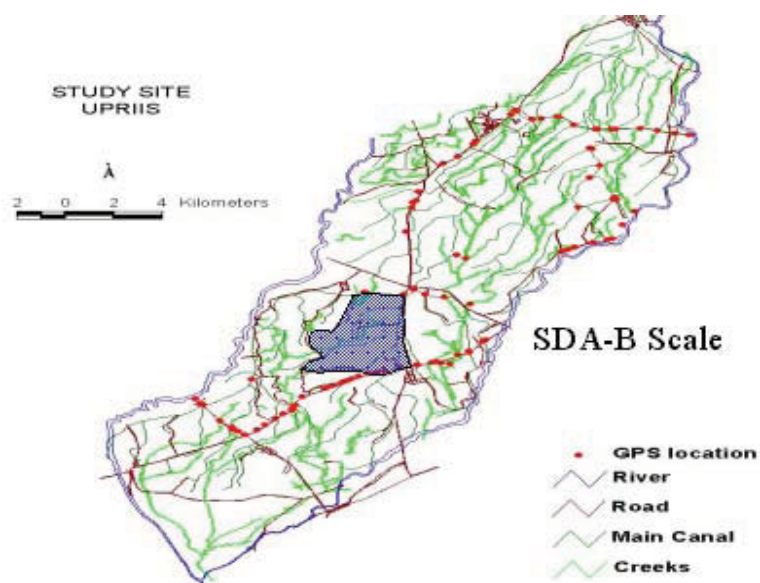 STUDY SITE
UPRIIS
À
2 0 2 4 Kilometers
SDA-B Scale
GPS location
River
Road
Main Canal
Creeks